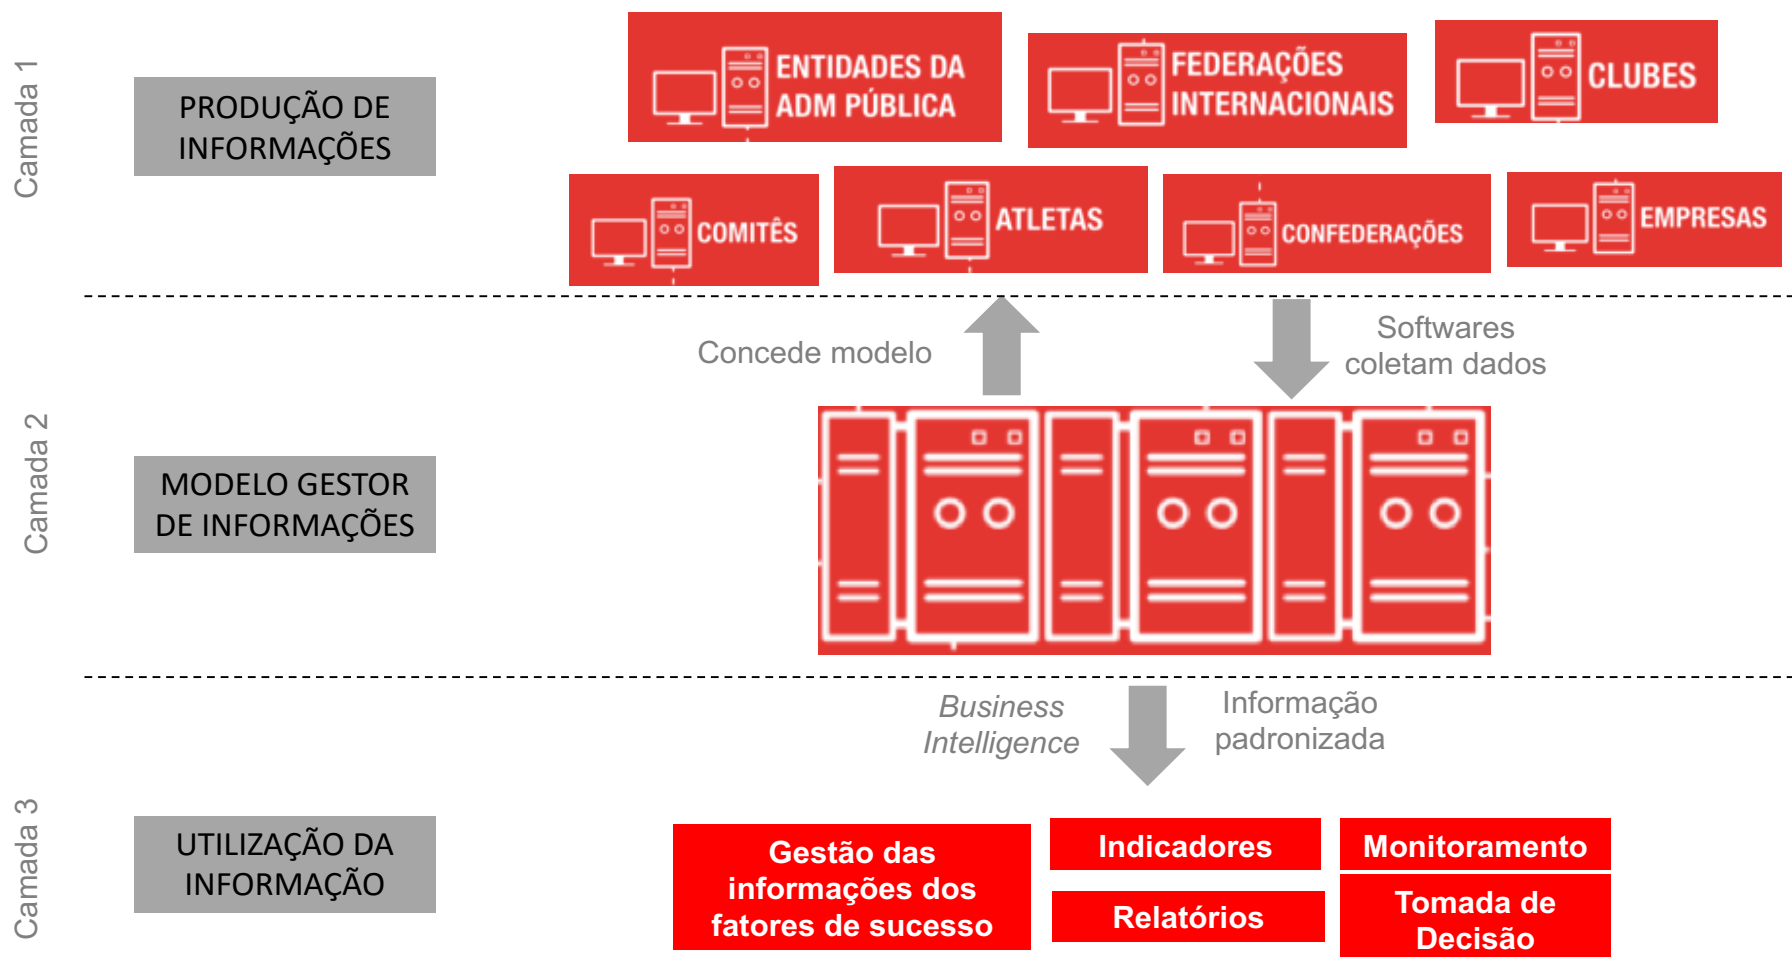 Camada 1
PRODUÇÃO DE
INFORMAÇÕES
ENTIDADES DA
ADM PÚBLICA
FEDERAÇÕES
INTERNACIONAIS
CLUBES
COMITÊS
ATLETAS
CONFEDERAÇÕES
EMPRESAS
Concede modelo
Softwares
coletam dados
Camada 2
MODELO GESTOR
DE INFORMAÇÕES
Business
Intelligence
Informação
padronizada
Camada 3
UTILIZAÇÃO DA
INFORMAÇÃO
Gestão das
informações dos
fatores de sucesso
Indicadores
Relatórios
Monitoramento
Tomada de
Decisão